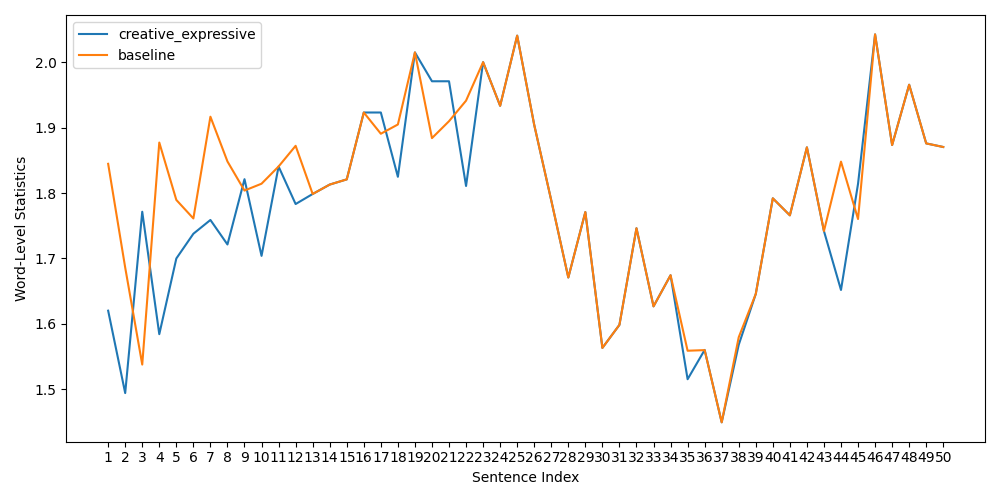 creative_expressive
baseline
Word-Level Statistics
2.0
1.9
1.8
1.7
1.6
1.5
1 2 3 4 5 6 7 8 9 10 11 12 13 14 15 16 17 18 19 20 21 22 23 24 25 26 27 28 29 30 31 32 33 34 35 36 37 38 39 40 41 42 43 44 45 46 47 48 49 50
Sentence Index